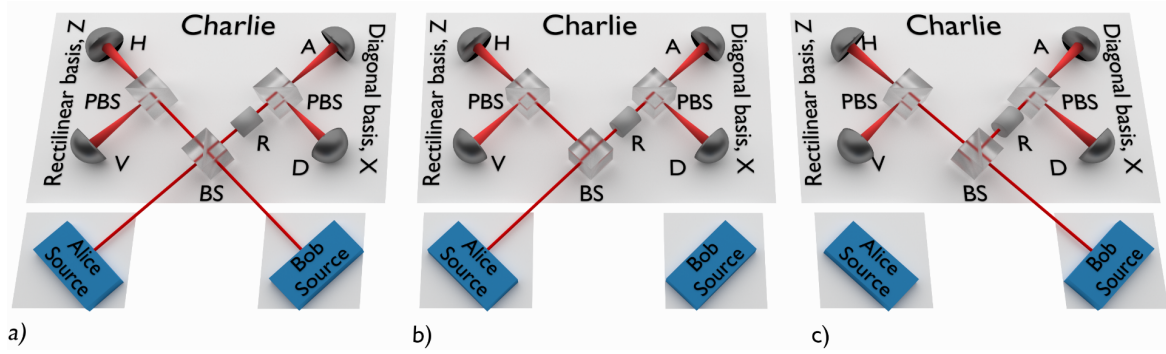 Charlie
Rectilinear basis, Z
H
A
Diagonal basis, X
PBS
PBS
V
R
D
BS
Alice
Source
Bob
Source
a)
Charlie
Rectilinear basis, Z
H
A
Diagonal basis, X
PBS
PBS
V
R
D
BS
Alice
Source
Bob
Source
b)
Charlie
Rectilinear basis, Z
H
A
Diagonal basis, X
PBS
PBS
V
R
D
BS
Alice
Source
Bob
Source
c)